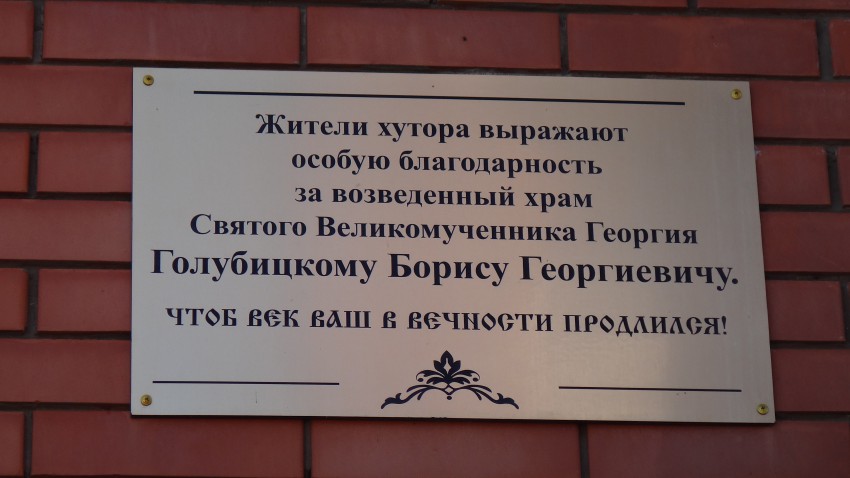 Жители хутора выражают
особую благодарность
за возведенный храм
Святого Великомученника Георгия
Голубицкому Борису Георгиевичу.
ЧТОБ ВЕК ВАШ В ВЕЧНОСТИ ПРОДЛИЛСЯ!